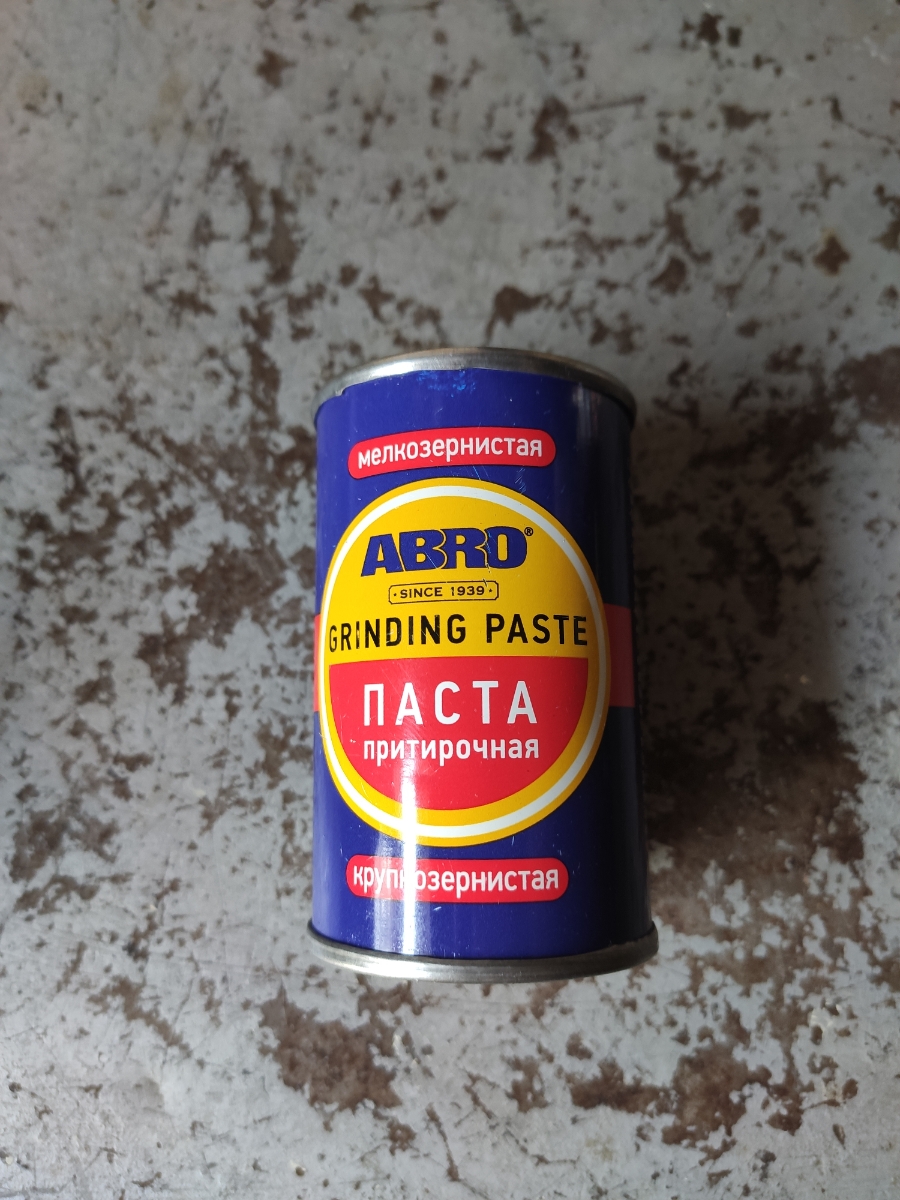 мелкозернистая
ABRO®
·SINCE 1939·
GRINDING PASTE
ПАСТА
притирочная
крупнозернистая